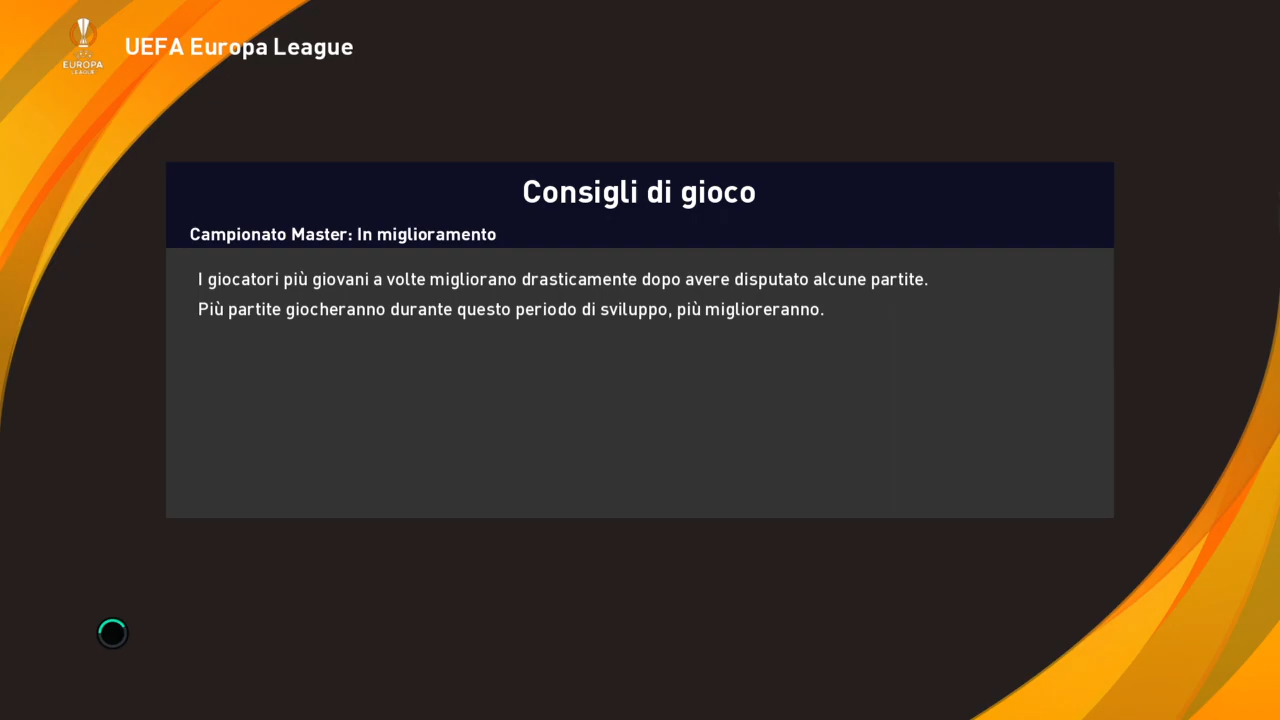 UEFA Europa League
EUROPA
LEAGUE
Consigli di gioco
Campionato Master: In miglioramento
I giocatori più giovani a volte migliorano drasticamente dopo avere disputato alcune partite.
Più partite giocheranno durante questo periodo di sviluppo, più miglioreranno.